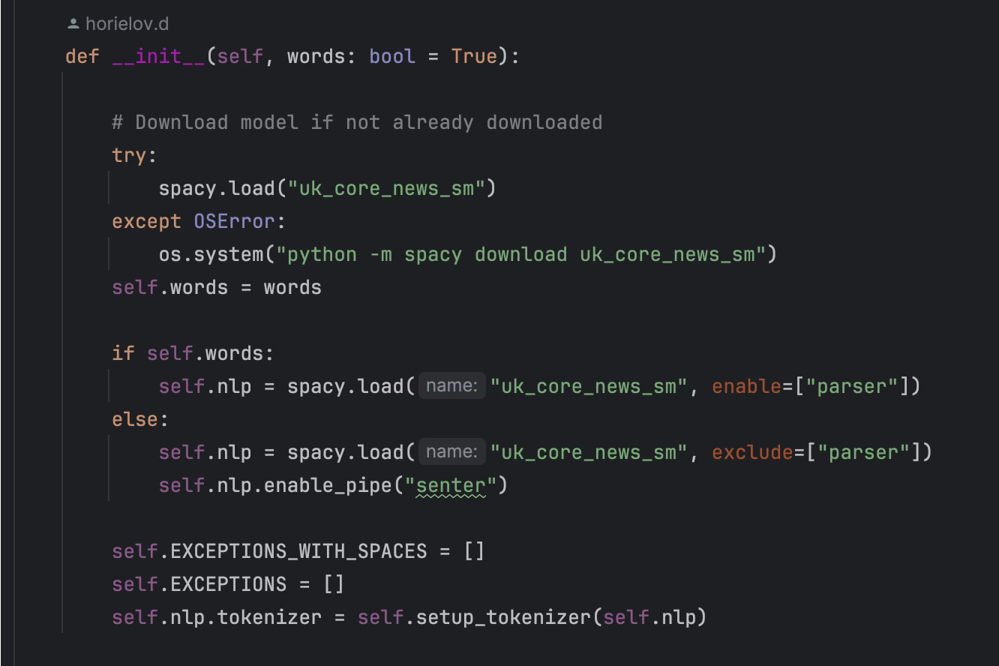 horielov.d
def __init__(self, words: bool = True):
# Download model if not already downloaded
try:
spacy.load("uk_core_news_sm")
except OSError:
os.system("python -m spacy download uk_core_news_sm")
self.words = words
if self.words:
self.nlp = spacy.load( name: "uk_core_news_sm", enable=["parser"])
else:
self.nlp = spacy.load( name: "uk_core_news_sm", exclude=["parser"])
self.nlp.enable_pipe("senter")
self.EXCEPTIONS_WITH_SPACES = []
self.EXCEPTIONS = []
self.nlp.tokenizer = self.setup_tokenizer(self.nlp)